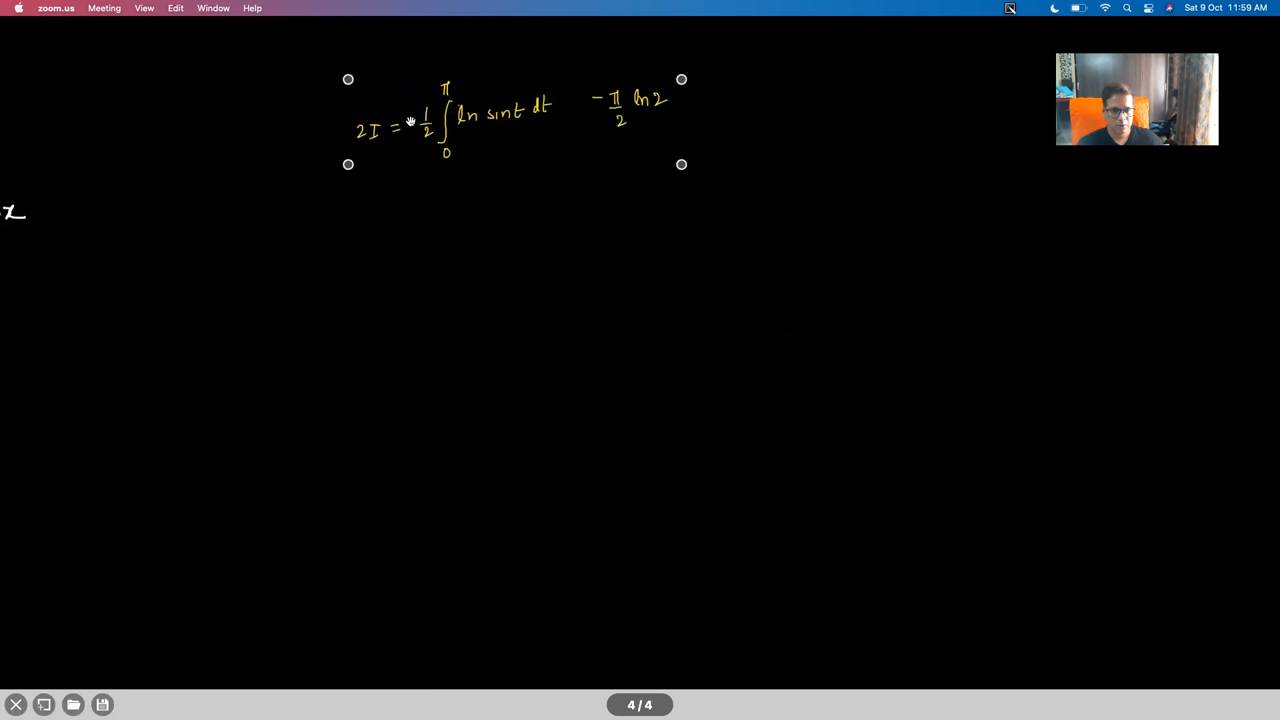 zoom.us Meeting View Edit Window Help Sat 9 Oct 11:59 AM
2I = 1/2 ∫₀^π ln sint dt - π/2 ln 2
x
4 / 4